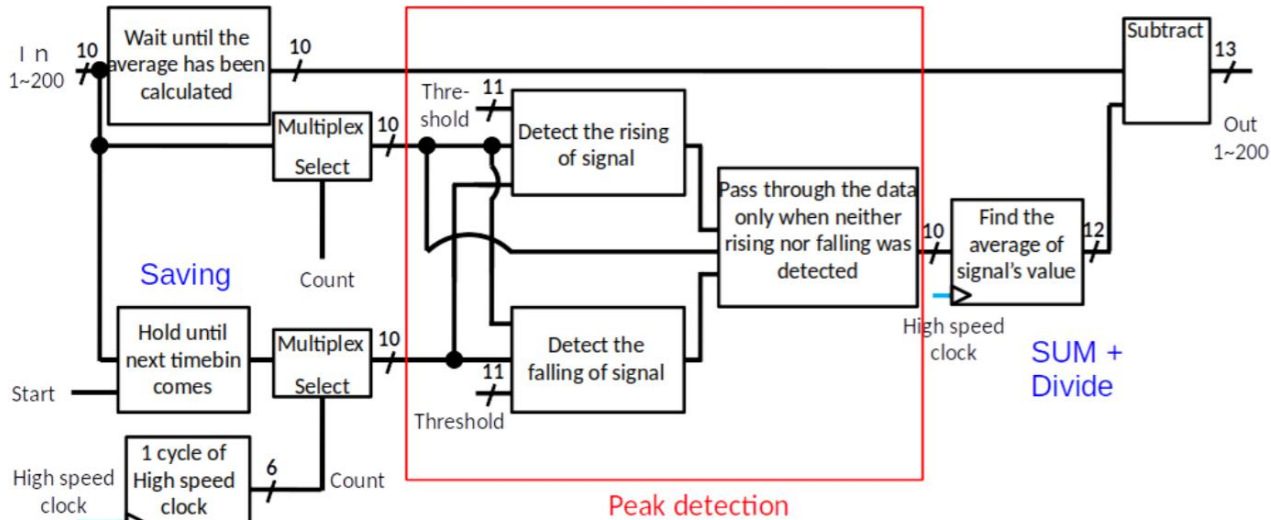 Wait until the
average has been
calculated
I n
1~200
10
10
Subtract
13
Out
1~200
Thre-
shold
11
Multiplex
Select
10
Count
Detect the rising
of signal
Pass through the data
only when neither
rising nor falling was
detected
10
Find the
average of
signal's value
12
High speed
clock
SUM +
Divide
Saving
Hold until
next timebin
comes
Start
Multiplex
Select
10
Detect the
falling of signal
11
Threshold
1 cycle of
High speed
clock
6
Count
High speed
clock
Peak detection